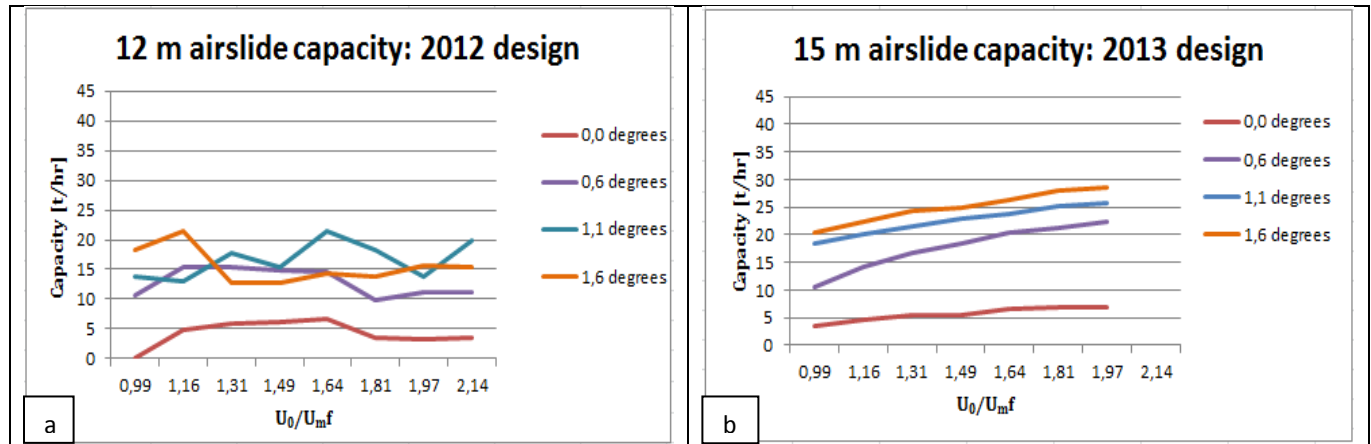 12 m airslide capacity: 2012 design
Capacity [t/hr]
45
40
35
30
25
20
15
10
5
0
0,99 1,16 1,31 1,49 1,64 1,81 1,97 2,14
U₀/Uₘf
0,0 degrees
0,6 degrees
1,1 degrees
1,6 degrees
a
15 m airslide capacity: 2013 design
Capacity [t/hr]
45
40
35
30
25
20
15
10
5
0
0,99 1,16 1,31 1,49 1,64 1,81 1,97 2,14
U₀/Uₘf
0,0 degrees
0,6 degrees
1,1 degrees
1,6 degrees
b